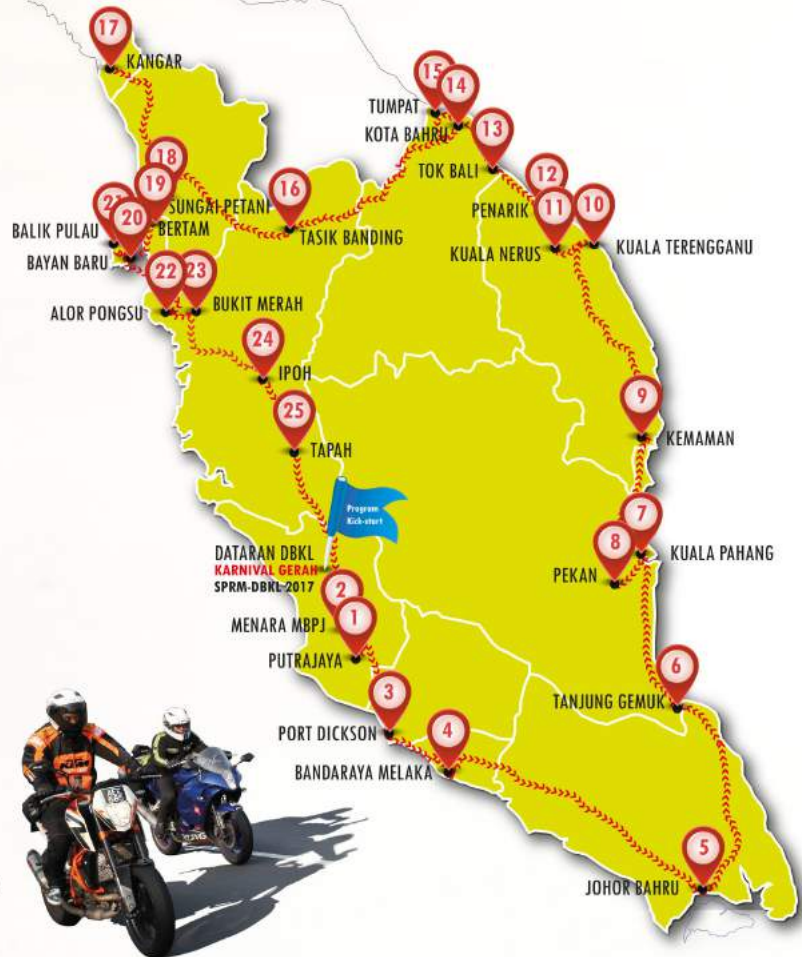 17
KANGAR
15
14
TUMPAT
KOTA BAHRU
13
TOK BALI
12
18
16
19
SUNGAI PETANI
PENARIK
11
10
21
20
BERTAM
TASIK BANDING
BALIK PULAU
KUALA NERUS
KUALA TERENGGANU
BAYAN BARU
22
23
ALOR PONGSU
BUKIT MERAH
24
IPOH
9
25
KEMAMAN
TAPAH
Program
Kick-start
7
DATARAN DBKL
KARNIVAL GERAH
SPRM-DBKL 2017
8
KUALA PAHANG
PEKAN
2
1
MENARA MBPJ
PUTRAJAYA
6
3
TANJUNG GEMUK
PORT DICKSON
4
BANDARAYA MELAKA
5
JOHOR BAHRU
KTM